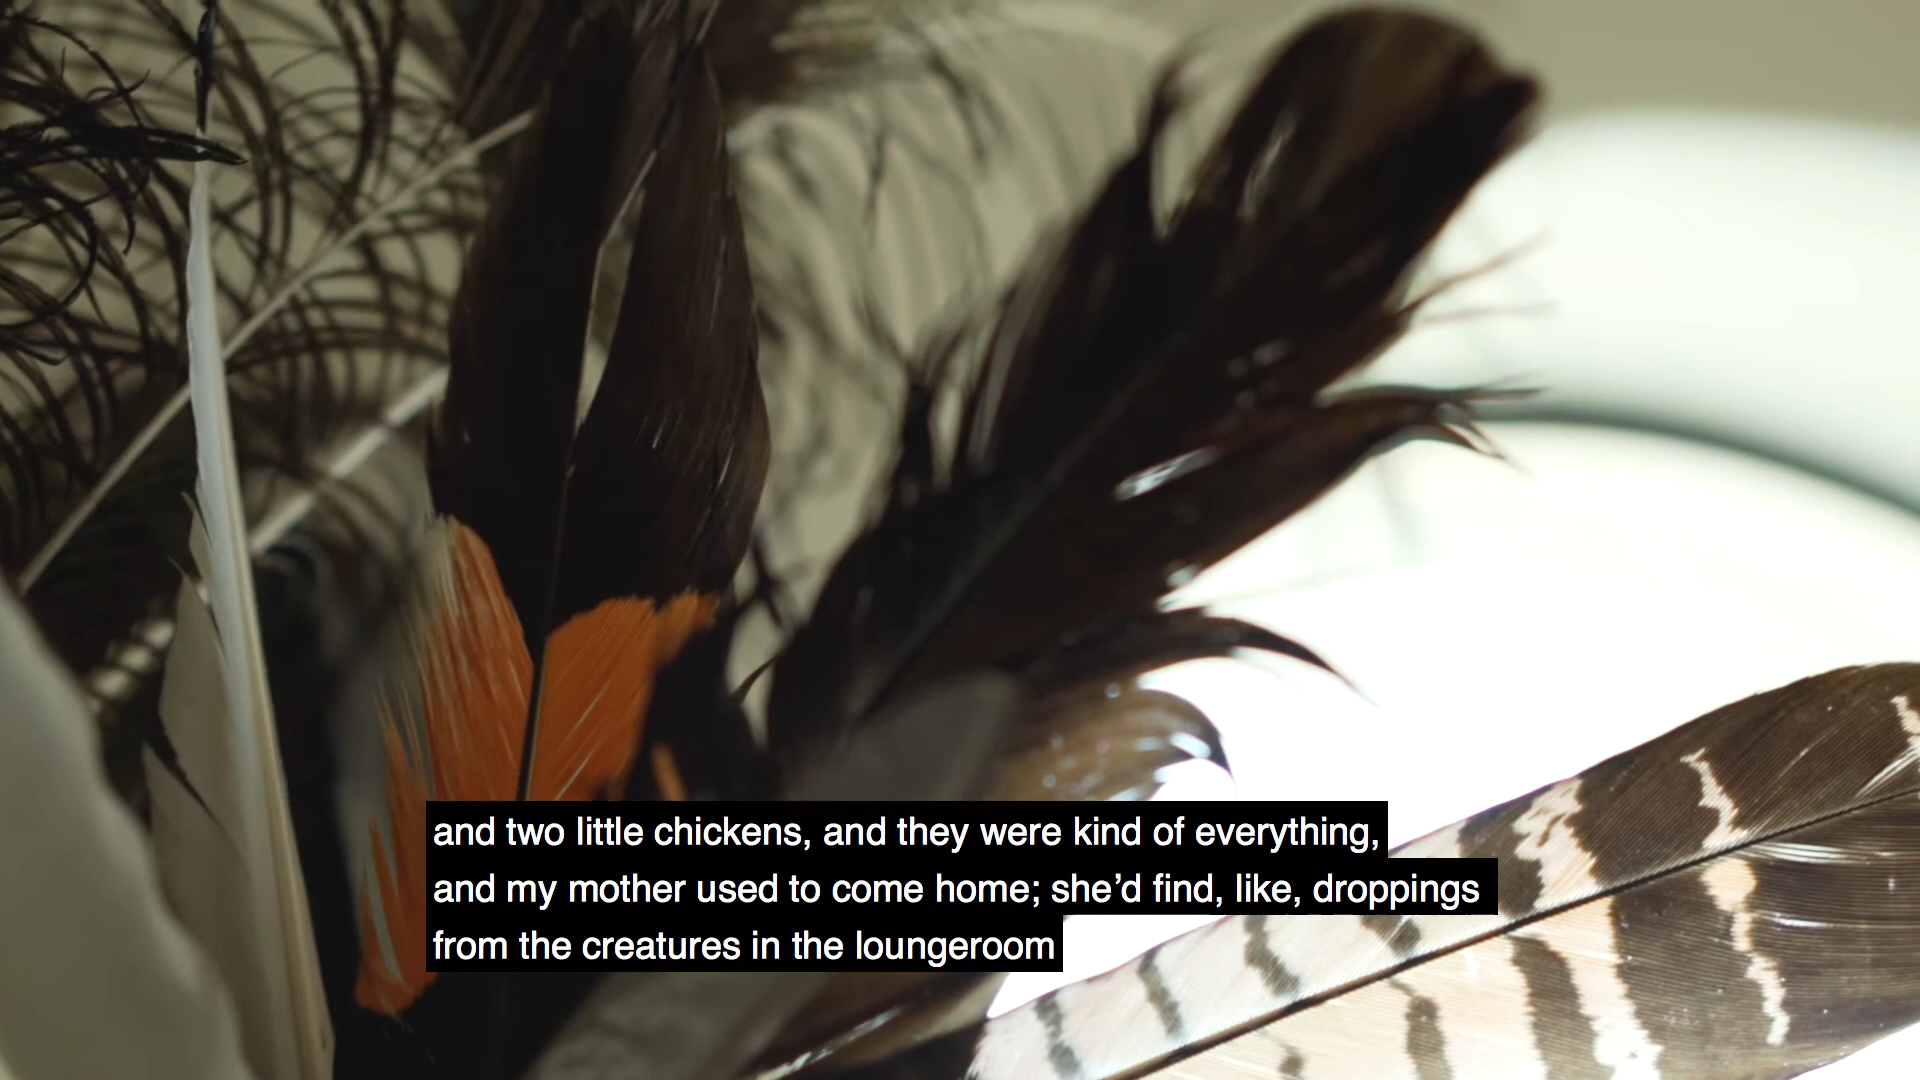 and two little chickens, and they were kind of everything,
and my mother used to come home; she’d find, like, droppings
from the creatures in the loungeroom